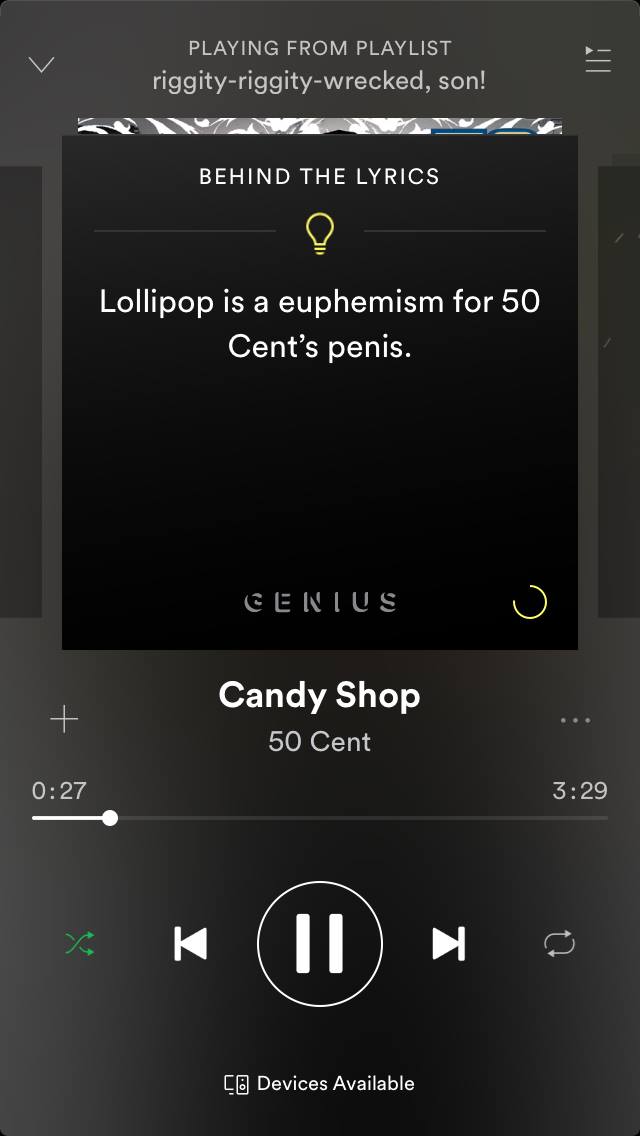 PLAYING FROM PLAYLIST
riggity-riggity-wrecked, son!
BEHIND THE LYRICS
Lollipop is a euphemism for 50
Cent’s penis.
GENIUS
Candy Shop
50 Cent
0:27
3:29
Devices Available